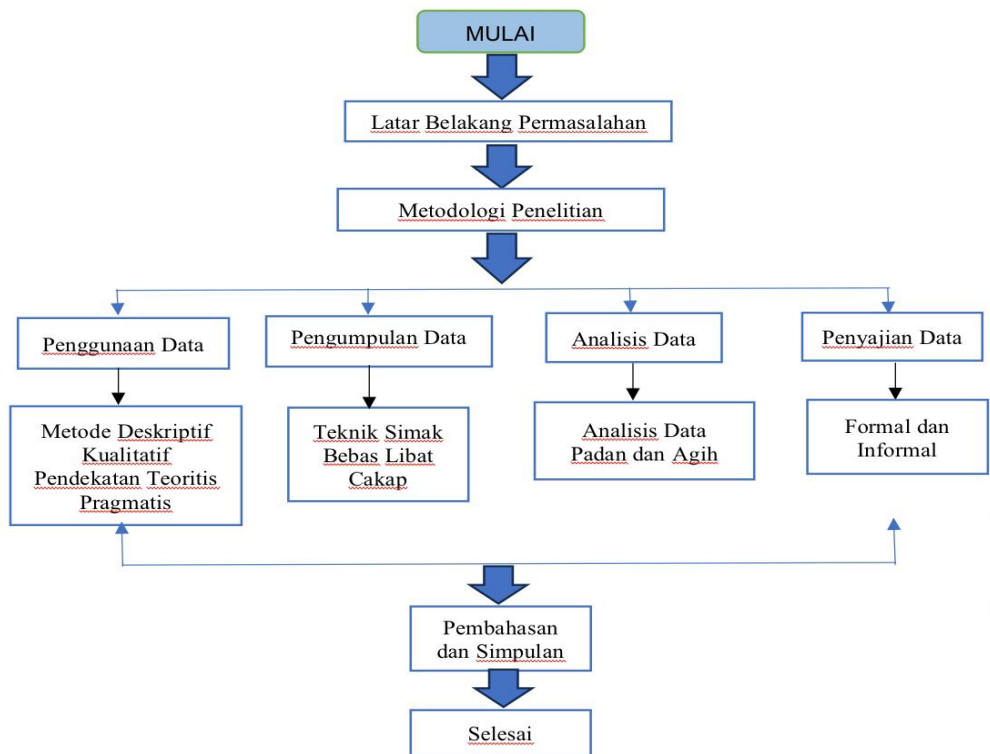 MULAI
Latar Belakang Permasalahan
Metodologi Penelitian
Penggunaan Data
Pengumpulan Data
Analisis Data
Penyajian Data
Metode Deskriptif
Kualitatif
Pendekatan Teoritis
Pragmatis
Teknik Simak
Bebas Libat
Cakap
Analisis Data
Padan dan Agih
Formal dan
Informal
Pembahasan
dan Simpulan
Selesai